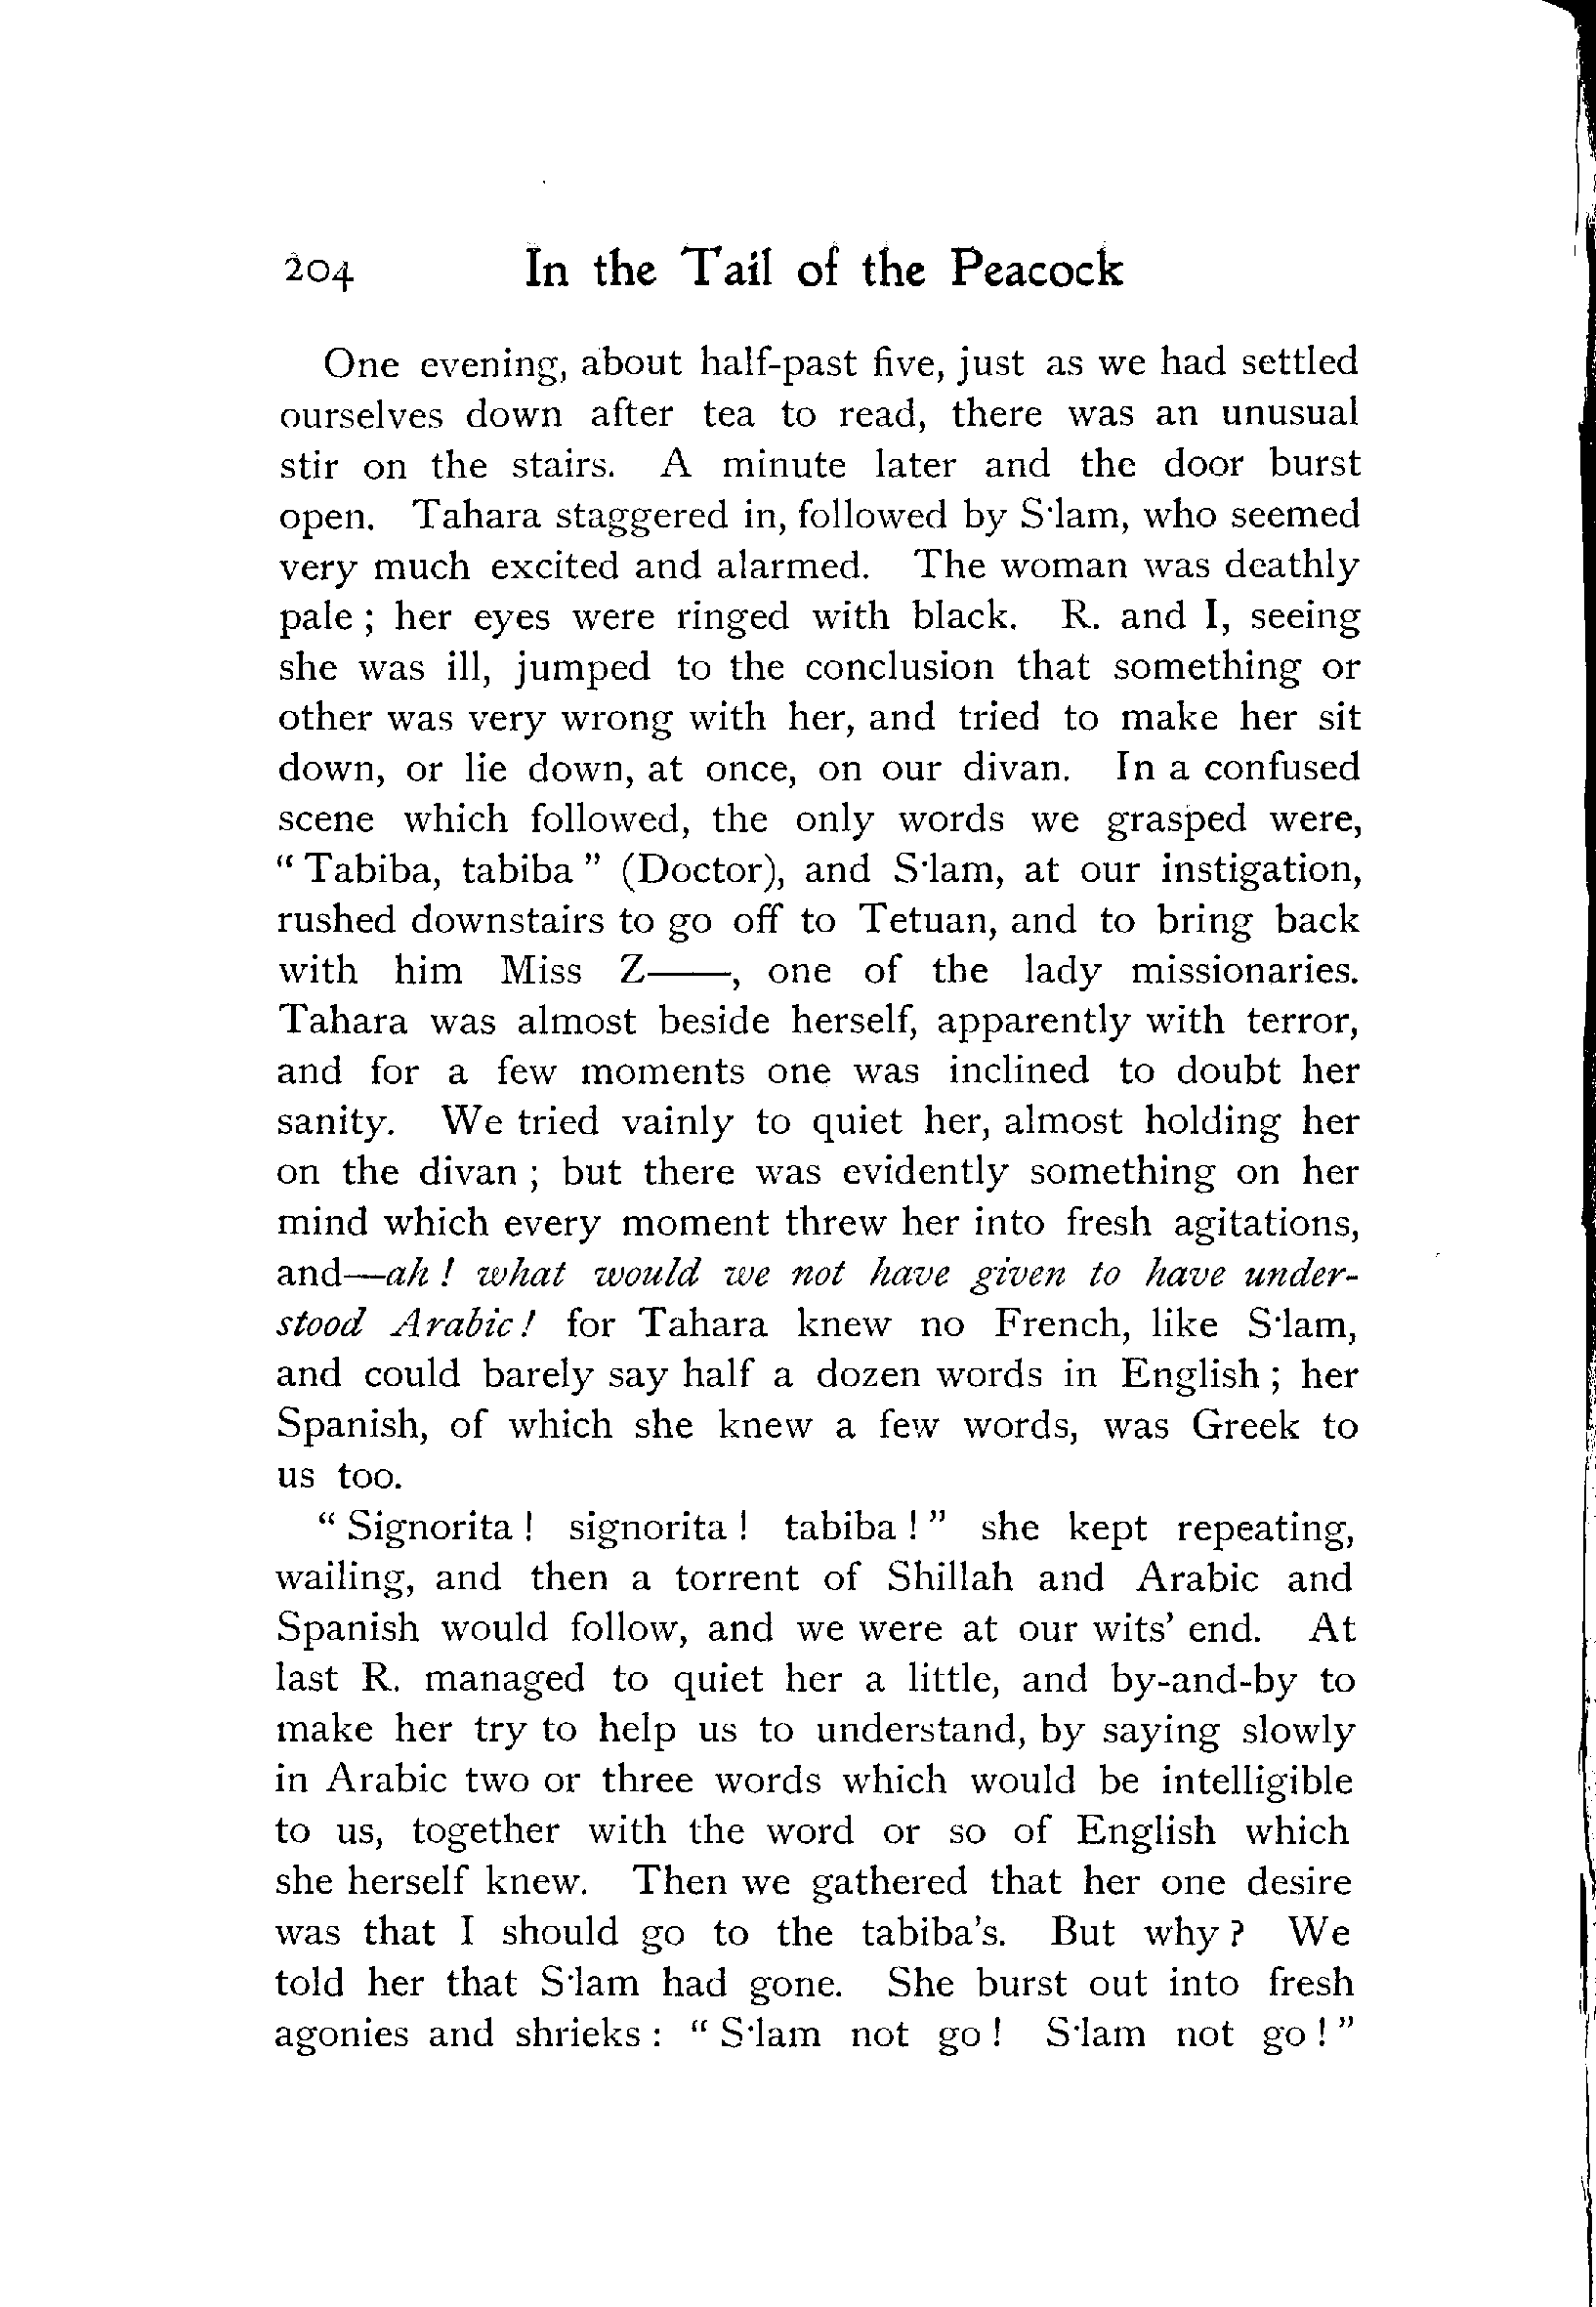 204 In the Tail of the Peacock
One evening, about half-past five, just as we had settled
ourselves down after tea to read, there was an unusual
stir on the stairs. A minute later and the door burst
open. Tahara staggered in, followed by S·lam, who seemed
very much excited and alarmed. The woman was deathly
pale ; her eyes were ringed with black. R. and I, seeing
she was ill, jumped to the conclusion that something or
other was very wrong with her, and tried to make her sit
down, or lie down, at once, on our divan. In a confused
scene which followed, the only words we grasped were,
“ Tabiba, tabiba ” (Doctor), and S·lam, at our instigation,
rushed downstairs to go off to Tetuan, and to bring back
with him Miss Z——, one of the lady missionaries.
Tahara was almost beside herself, apparently with terror,
and for a few moments one was inclined to doubt her
sanity. We tried vainly to quiet her, almost holding her
on the divan ; but there was evidently something on her
mind which every moment threw her into fresh agitations,
and—ah ! what would we not have given to have under-
stood Arabic ! for Tahara knew no French, like S·lam,
and could barely say half a dozen words in English ; her
Spanish, of which she knew a few words, was Greek to
us too.
“ Signorita ! signorita ! tabiba ! ” she kept repeating,
wailing, and then a torrent of Shillah and Arabic and
Spanish would follow, and we were at our wits’ end. At
last R. managed to quiet her a little, and by-and-by to
make her try to help us to understand, by saying slowly
in Arabic two or three words which would be intelligible
to us, together with the word or so of English which
she herself knew. Then we gathered that her one desire
was that I should go to the tabiba’s. But why ? We
told her that S·lam had gone. She burst out into fresh
agonies and shrieks : “ S·lam not go ! S·lam not go ! ”